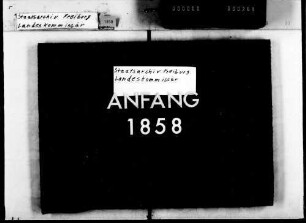 Staatsarchiv Freiburg
Landeskommissär
Staatsarchiv Freiburg
Landeskommissär
ANFANG
1858